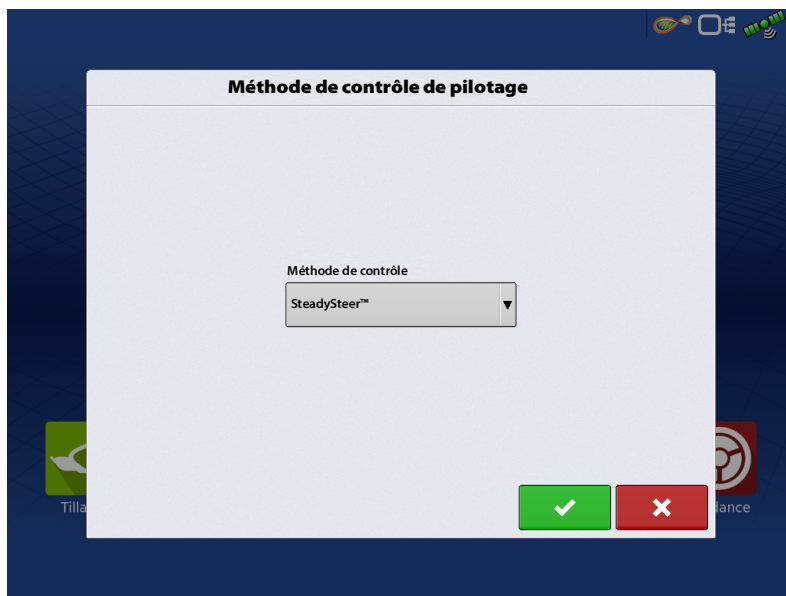 Méthode de contrôle de pilotage
Méthode de contrôle
SteadySteer™
Tilla
dance